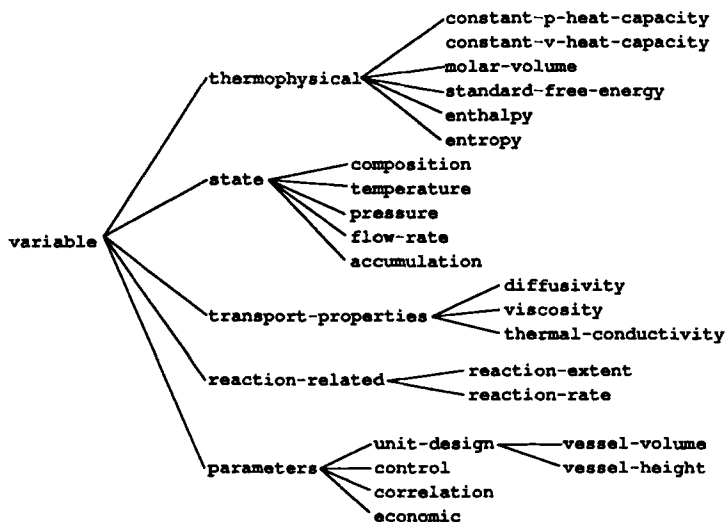 constant-p-heat-capacity
constant-v-heat-capacity
molar-volume
thermophysical
standard-free-energy
enthalpy
entropy
composition
state
temperature
pressure
flow-rate
variable
accumulation
diffusivity
transport-properties
viscosity
thermal-conductivity
reaction-related
reaction-extent
reaction-rate
unit-design
vessel-volume
parameters
control
vessel-height
correlation
economic